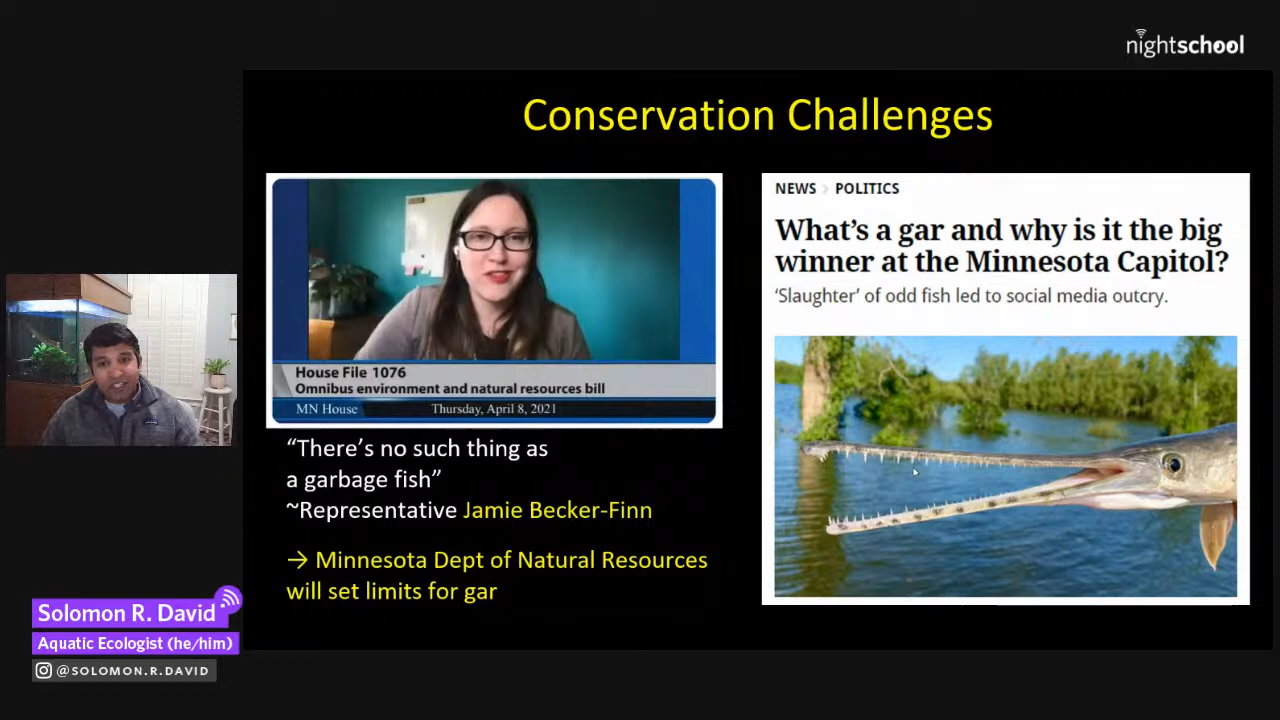 nightschool
Conservation Challenges
House File 1076
Omnibus environment and natural resources bill
MN House Thursday, April 8, 2021
“There’s no such thing as
a garbage fish”
~Representative Jamie Becker-Finn
→ Minnesota Dept of Natural Resources
will set limits for gar
NEWS > POLITICS
What’s a gar and why is it the big
winner at the Minnesota Capitol?
‘Slaughter’ of odd fish led to social media outcry.
Solomon R. David
Aquatic Ecologist (he/him)
@SOLOMON.R.DAVID